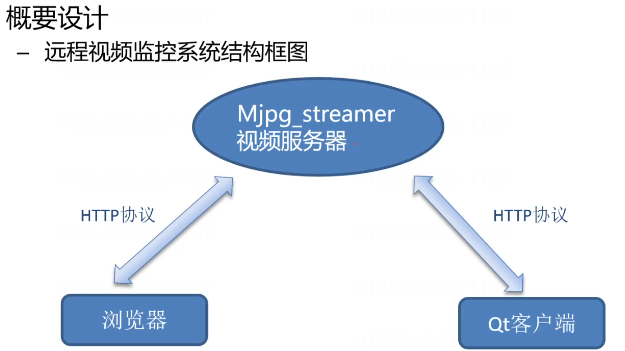 概要设计
– 远程视频监控系统结构框图
Mjpg_streamer
视频服务器
HTTP协议
HTTP协议
浏览器
Qt客户端